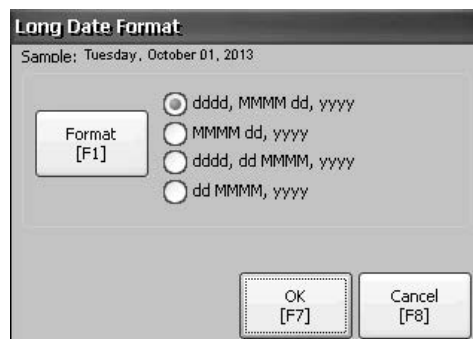 Long Date Format
Sample: Tuesday, October 01, 2013
Format
[F1]
dddd, MMMM dd, yyyy
MMMM dd, yyyy
dddd, dd MMMM, yyyy
dd MMMM, yyyy
OK
[F7]
Cancel
[F8]